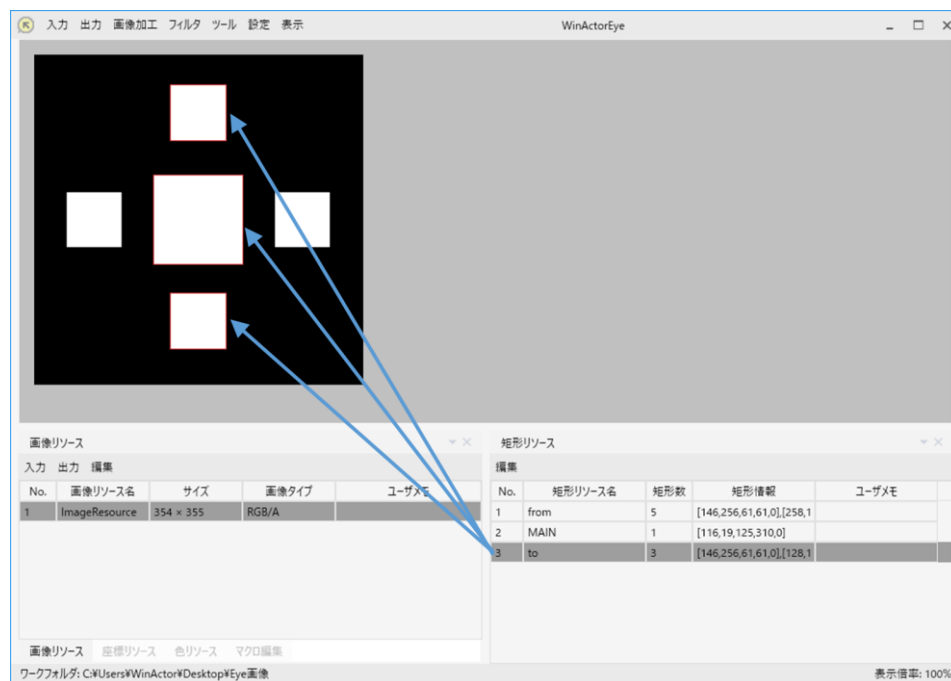 入力 出力 画像加工 フィルタ ツール 設定 表示 WinActorEye
画像リソース
入力 出力 編集
No. 画像リソース名 サイズ 画像タイプ ユーザメモ
1 ImageResource 354 × 355 RGB/A
画像リソース 座標リソース 色リソース マクロ編集
矩形リソース
編集
No. 矩形リソース名 矩形数 矩形情報 ユーザメモ
1 from 5 [146,256,61,61,0],[258,1
2 MAIN 1 [116,19,125,310,0]
3 to 3 [146,256,61,61,0],[128,1
ワークフォルダ: C:¥Users¥WinActor¥Desktop¥Eye画像 表示倍率: 100%